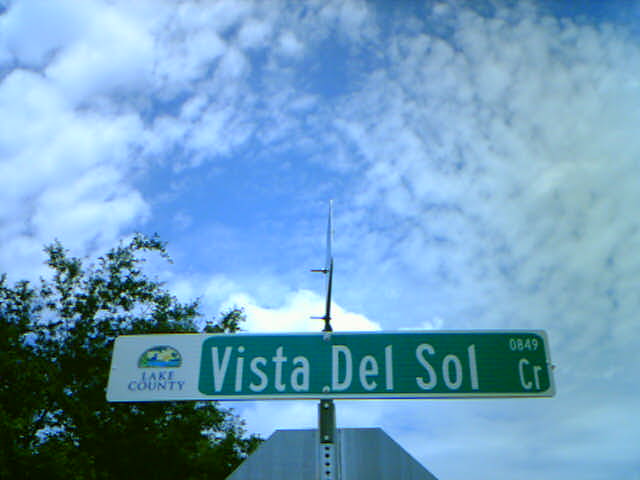 LAKE
COUNTY
Vista Del Sol
0849
Cr